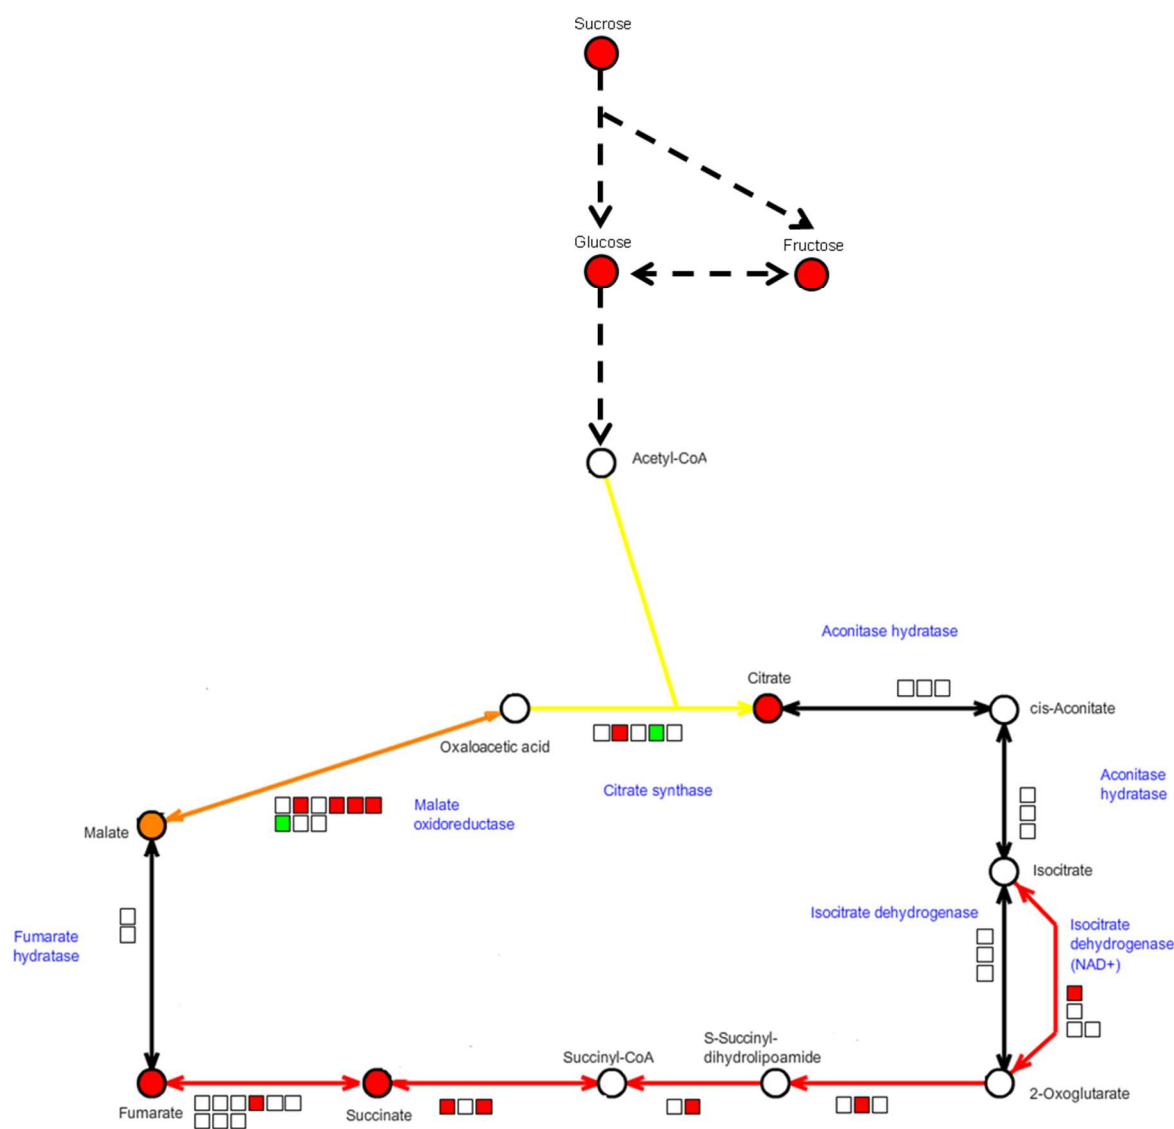 Sucrose
Glucose
Fructose
Acetyl-CoA
Aconitase hydratase
Citrate
cis-Aconitate
Oxaloacetic acid
Citrate synthase
Aconitase
hydratase
Malate
oxidoreductase
Malate
Isocitrate
Isocitrate dehydrogenase
Isocitrate
dehydrogenase
(NAD+)
Fumarate
hydratase
S-Succinyl-
dihydrolipoamide
Succinyl-CoA
2-Oxoglutarate
Fumarate
Succinate